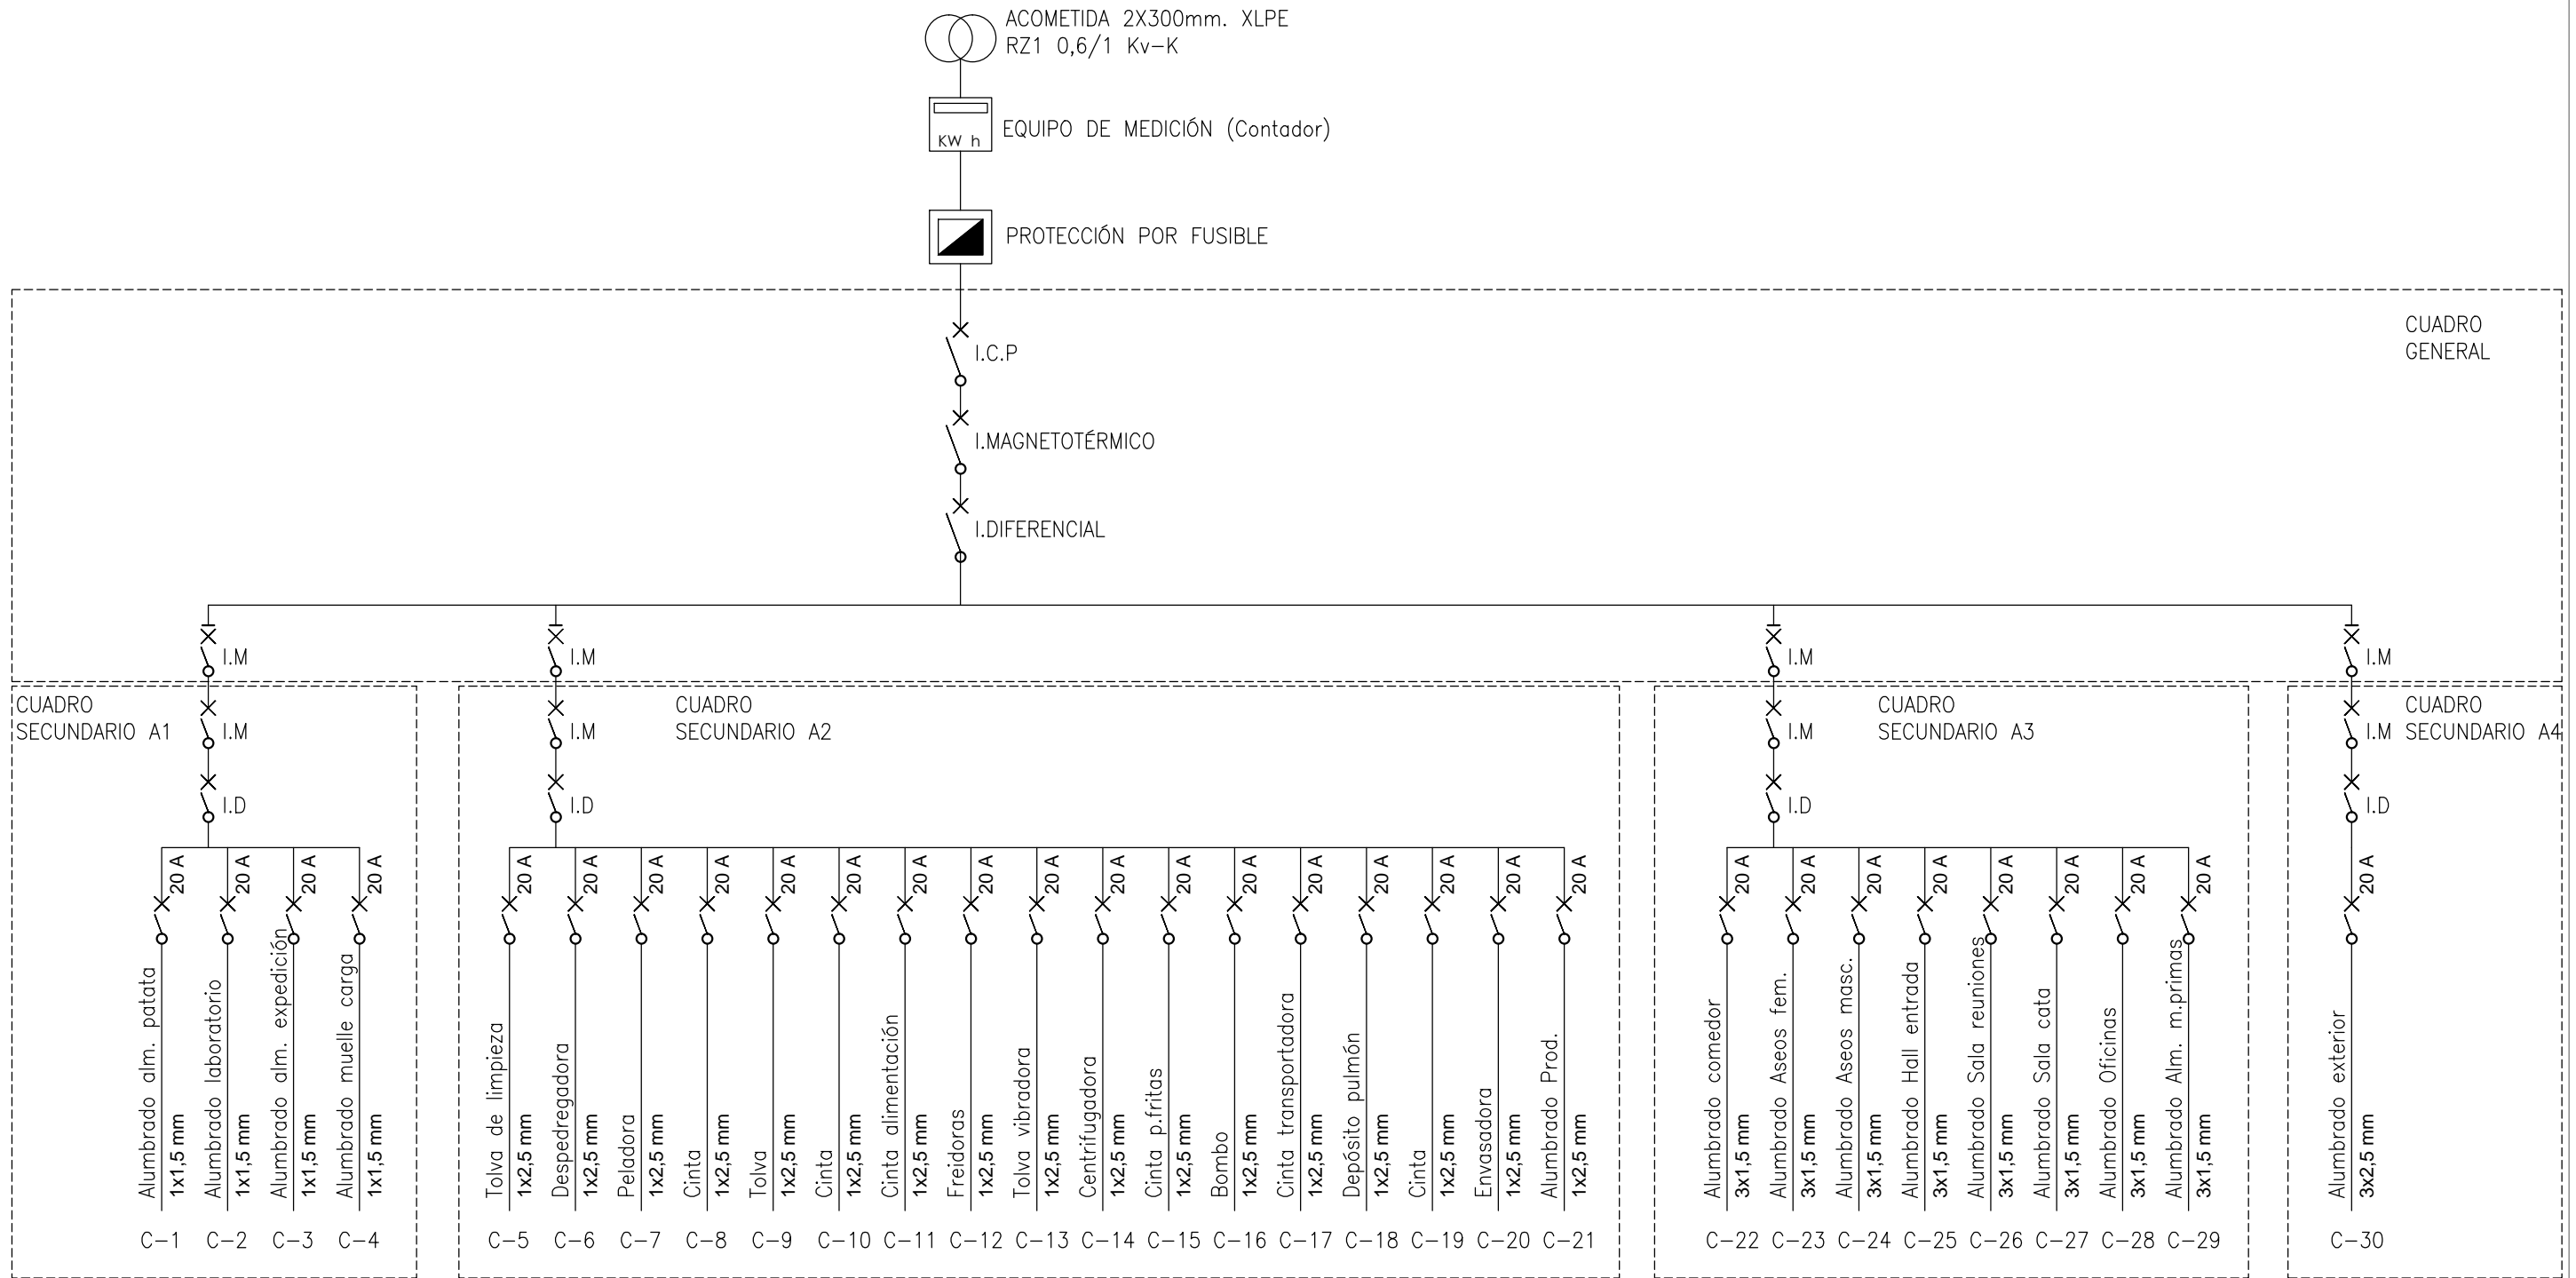 ACOMETIDA 2X300mm. XLPE
RZ1 0,6/1 Kv-K
KW h
EQUIPO DE MEDICIÓN (Contador)
PROTECCIÓN POR FUSIBLE
CUADRO
GENERAL
I.C.P
I.MAGNETOTÉRMICO
I.DIFERENCIAL
I.M
I.M
I.M
I.M
CUADRO
SECUNDARIO A1
I.M
I.D
CUADRO
SECUNDARIO A2
I.M
I.D
CUADRO
SECUNDARIO A3
I.M
I.D
CUADRO
SECUNDARIO A4
I.M
I.D
20 A
Alumbrado alm. patata
1x1,5 mm
C-1
20 A
Alumbrado laboratorio
1x1,5 mm
C-2
20 A
Alumbrado alm. expedición
1x1,5 mm
C-3
20 A
Alumbrado muelle carga
1x1,5 mm
C-4
20 A
Tolva de limpieza
1x2,5 mm
C-5
20 A
Despedregadora
1x2,5 mm
C-6
20 A
Peladora
1x2,5 mm
C-7
20 A
Cinta
1x2,5 mm
C-8
20 A
Tolva
1x2,5 mm
C-9
20 A
Cinta
1x2,5 mm
C-10
20 A
Cinta alimentación
1x2,5 mm
C-11
20 A
Freidoras
1x2,5 mm
C-12
20 A
Tolva vibradora
1x2,5 mm
C-13
20 A
Centrifugadora
1x2,5 mm
C-14
20 A
Cinta p.fritas
1x2,5 mm
C-15
20 A
Bombo
1x2,5 mm
C-16
20 A
Cinta transportadora
1x2,5 mm
C-17
20 A
Depósito pulmón
1x2,5 mm
C-18
20 A
Cinta
1x2,5 mm
C-19
20 A
Envasadora
1x2,5 mm
C-20
20 A
Alumbrado Prod.
1x2,5 mm
C-21
20 A
Alumbrado comedor
3x1,5 mm
C-22
20 A
Alumbrado Aseos fem.
3x1,5 mm
C-23
20 A
Alumbrado Aseos masc.
3x1,5 mm
C-24
20 A
Alumbrado Hall entrada
3x1,5 mm
C-25
20 A
Alumbrado Sala reuniones
3x1,5 mm
C-26
20 A
Alumbrado Sala cata
3x1,5 mm
C-27
20 A
Alumbrado Oficinas
3x1,5 mm
C-28
20 A
Alumbrado Alm. m.primas
3x1,5 mm
C-29
20 A
Alumbrado exterior
3x2,5 mm
C-30